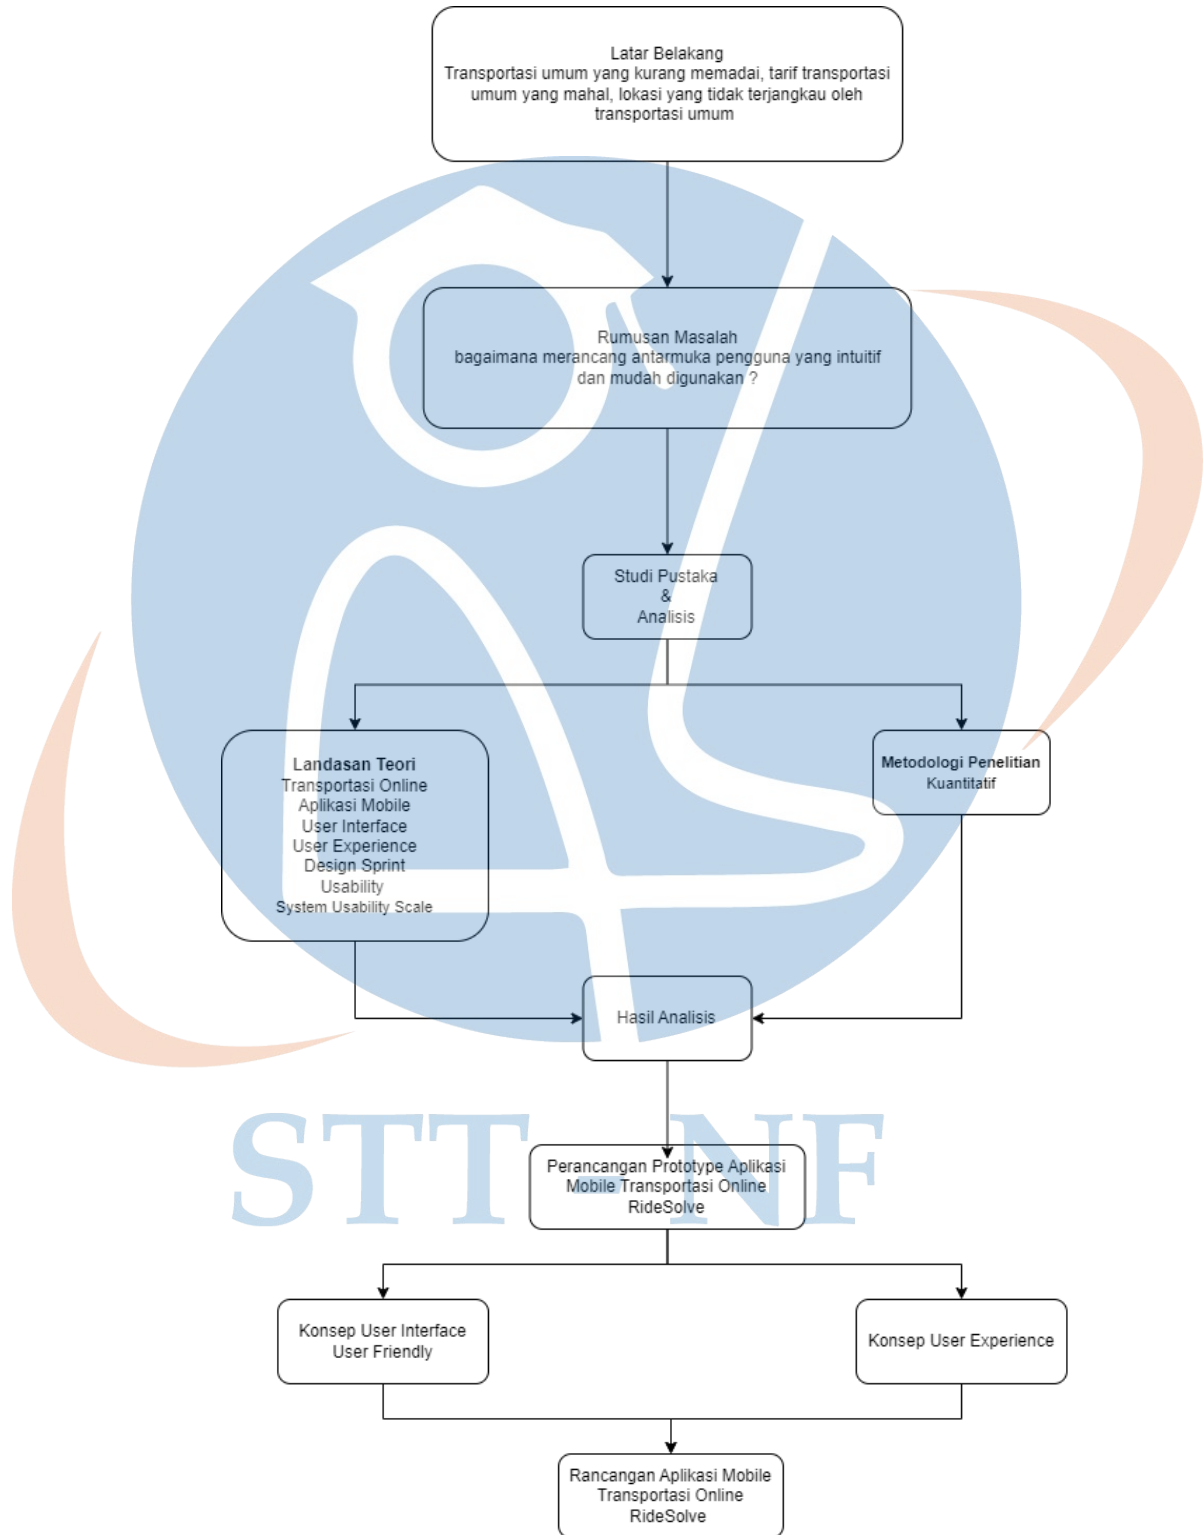 Latar Belakang
Transportasi umum yang kurang memadai, tarif transportasi
umum yang mahal, lokasi yang tidak terjangkau oleh
transportasi umum
Rumusan Masalah
bagaimana merancang antarmuka pengguna yang intuitif
dan mudah digunakan ?
Studi Pustaka
&
Analisis
Landasan Teori
Transportasi Online
Aplikasi Mobile
User Interface
User Experience
Design Sprint
Usability
System Usability Scale
Metodologi Penelitian
Kuantitatif
Hasil Analisis
STT - NF
Perancangan Prototype Aplikasi
Mobile Transportasi Online
RideSolve
Konsep User Interface
User Friendly
Konsep User Experience
Rancangan Aplikasi Mobile
Transportasi Online
RideSolve